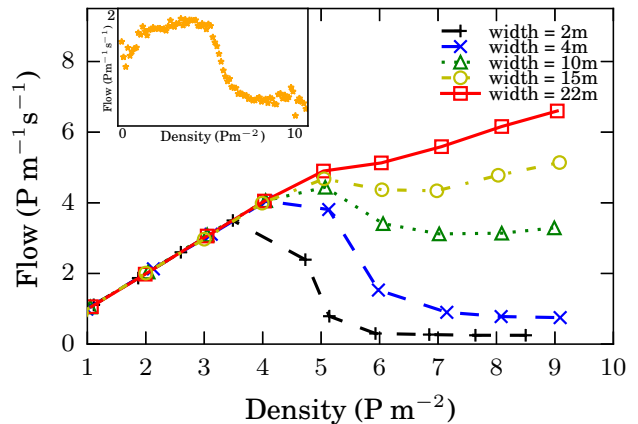 8
6
4
2
0
Flow (P m⁻¹s⁻¹)
1 2 3 4 5 6 7 8 9 10
Density (P m⁻²)
width = 2m
width = 4m
width = 10m
width = 15m
width = 22m
2
Flow (Pm⁻¹s⁻¹)
0 10
Density (Pm⁻²)